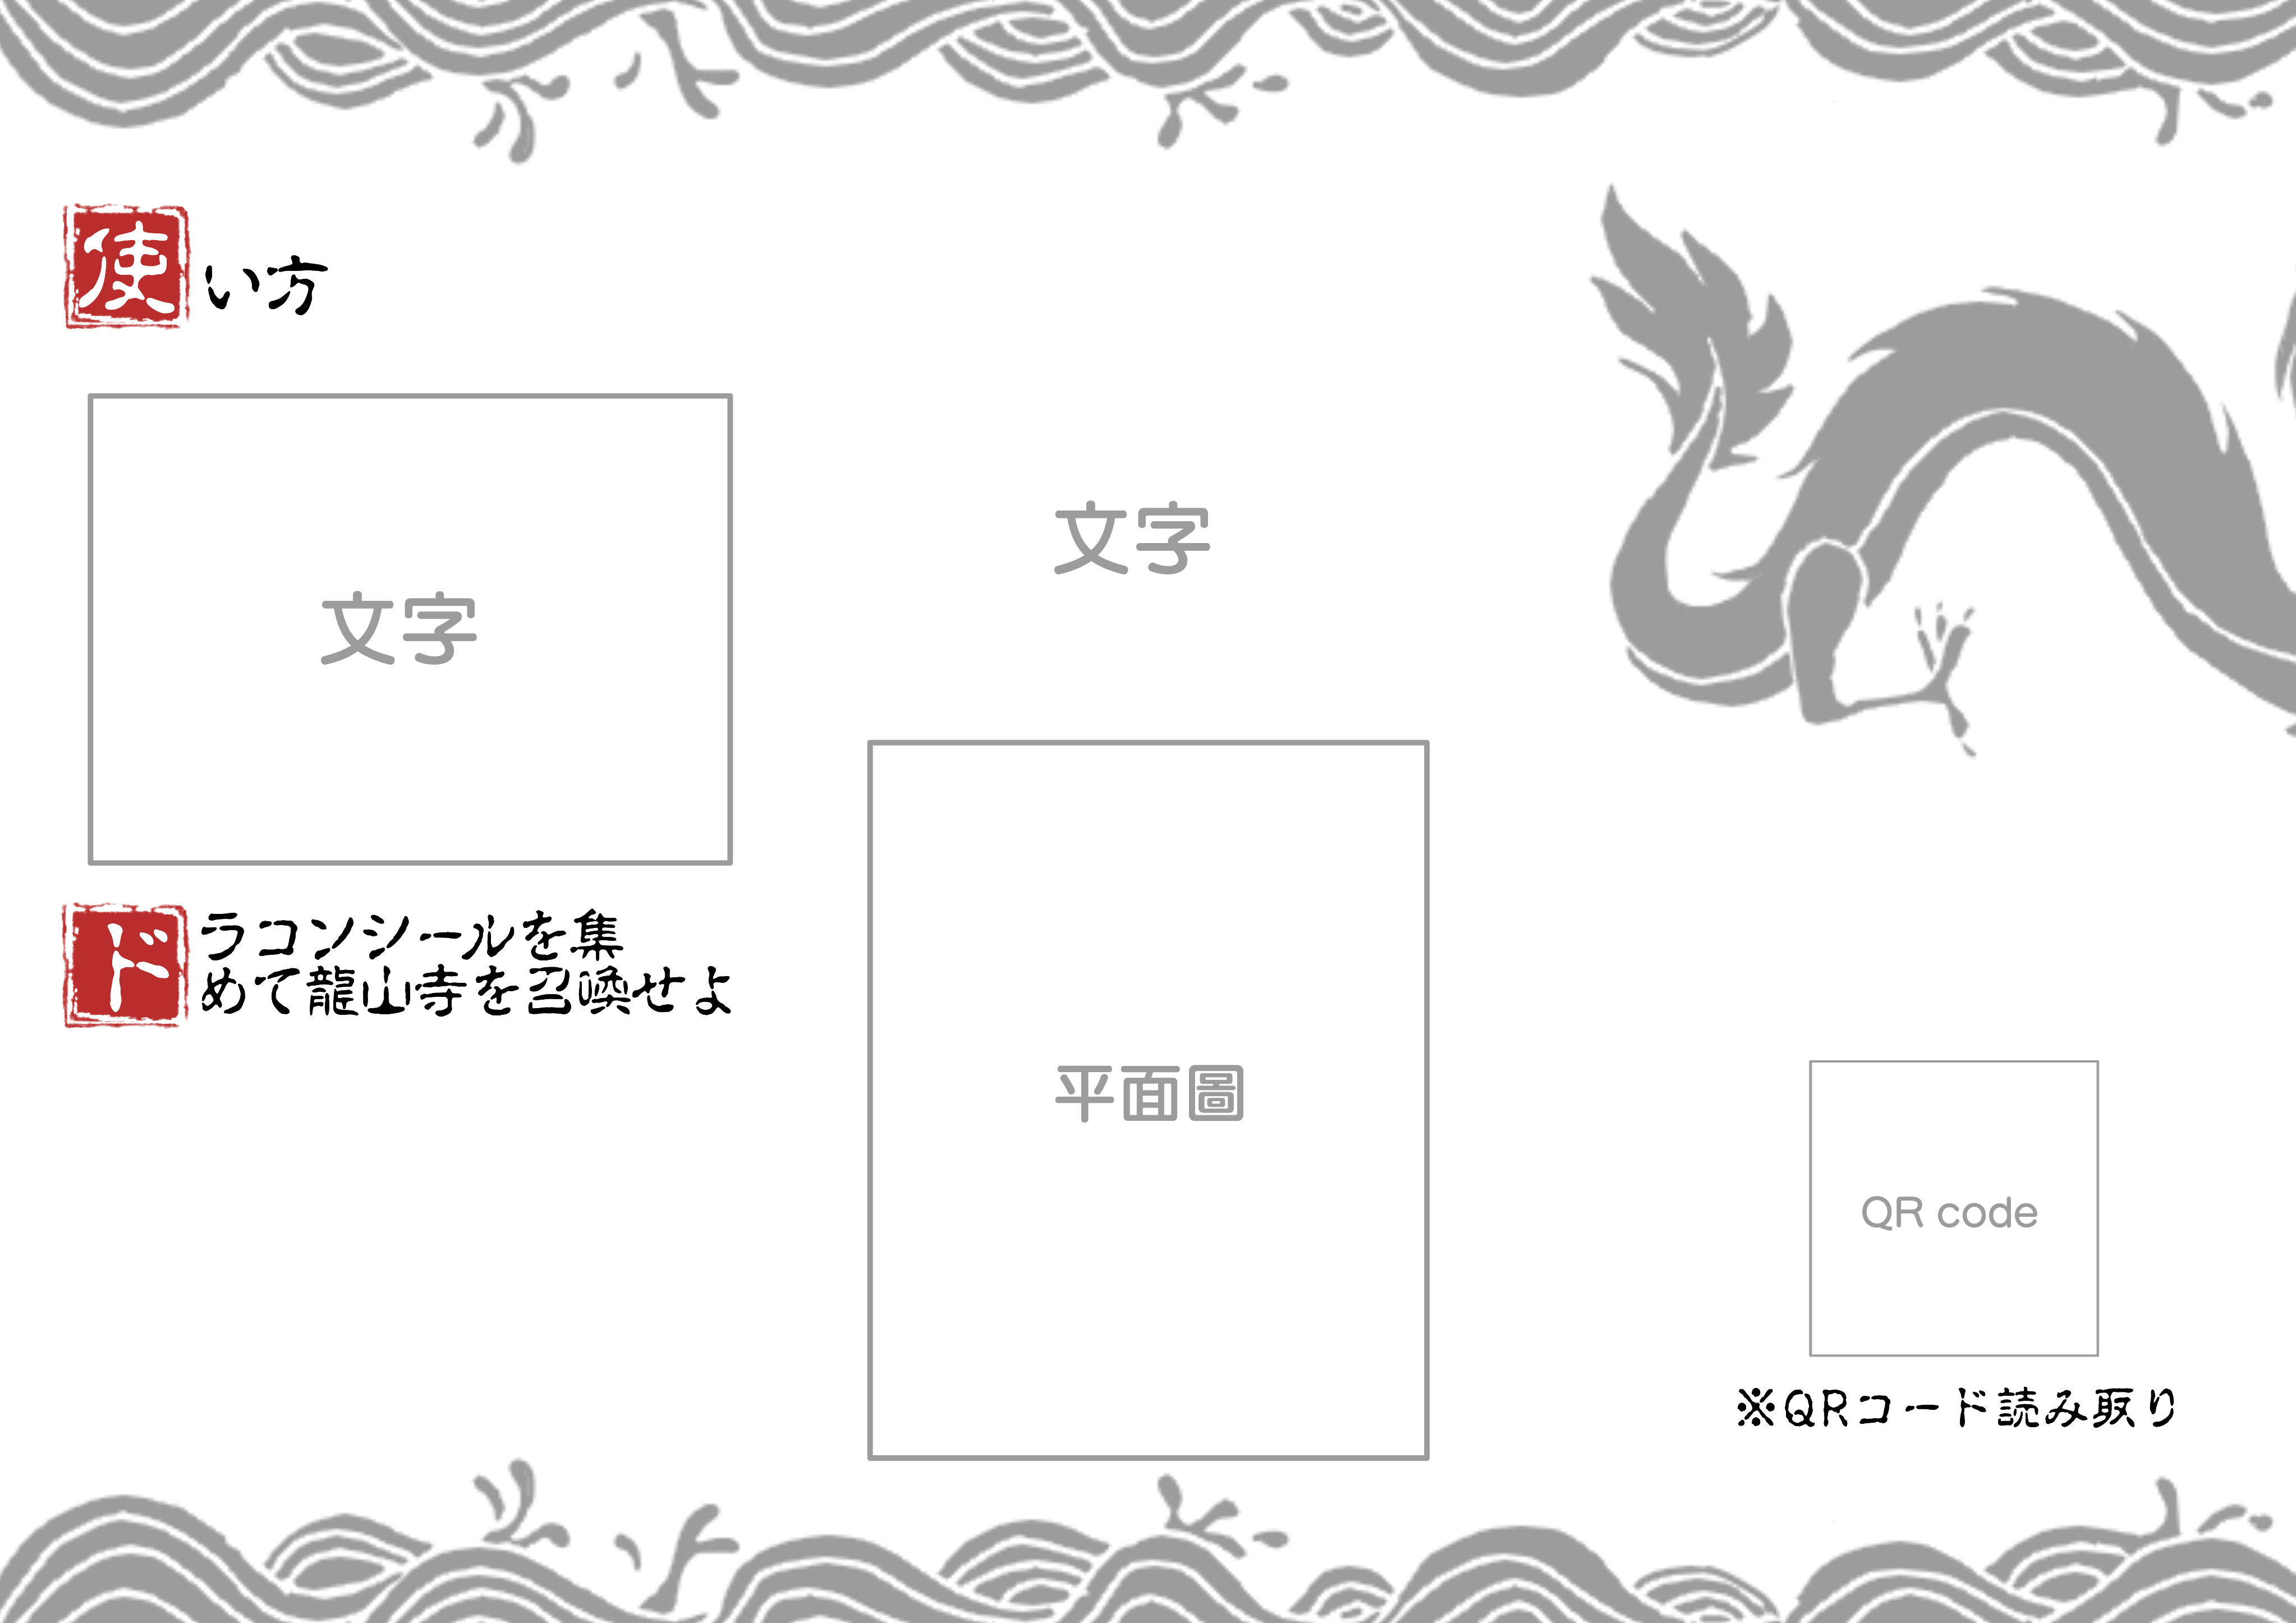 使い方
文字
ドラコンシールを集
めて龍山寺を召喚せよ
文字
平面圖
QR code
※QRコード読み取り